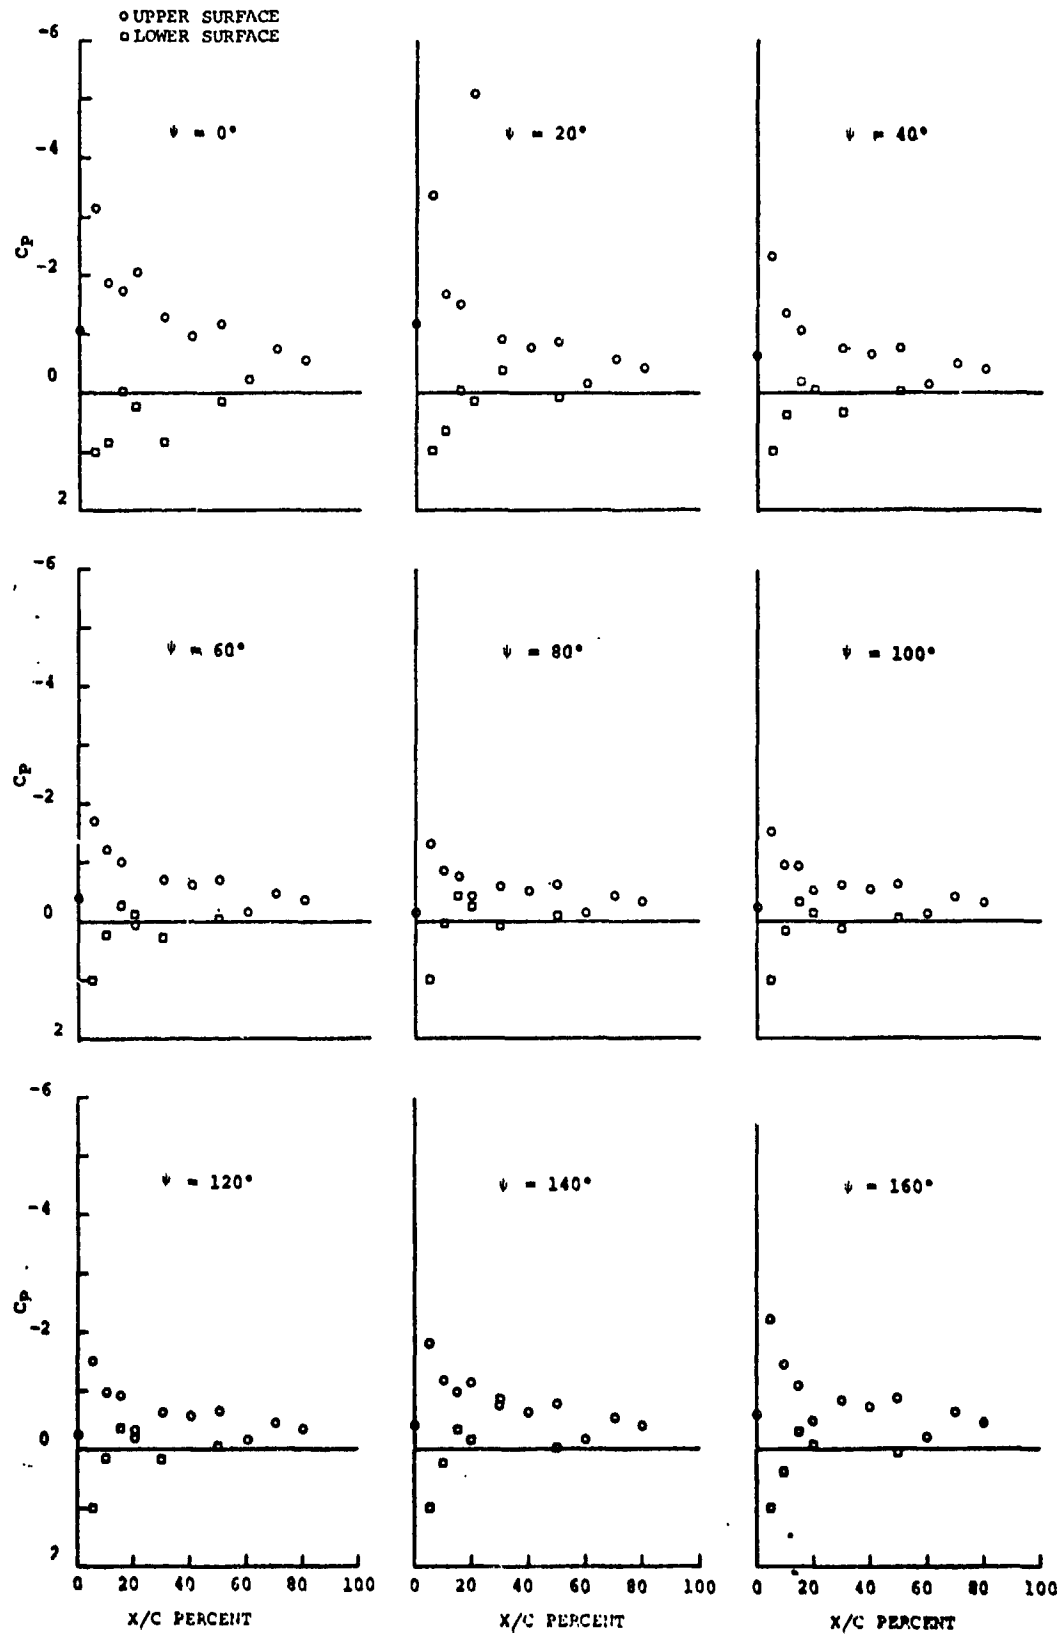 ○ UPPER SURFACE
□ LOWER SURFACE
-6
-4
-2
0
2
Cp
ψ = 0°
ψ = 20°
ψ = 40°
-6
-4
-2
0
2
Cp
ψ = 60°
ψ = 80°
ψ = 100°
-6
-4
-2
0
2
Cp
ψ = 120°
ψ = 140°
ψ = 160°
0 20 40 60 80 100
0 20 40 60 80 100
0 20 40 60 80 100
X/C PERCENT
X/C PERCENT
X/C PERCENT